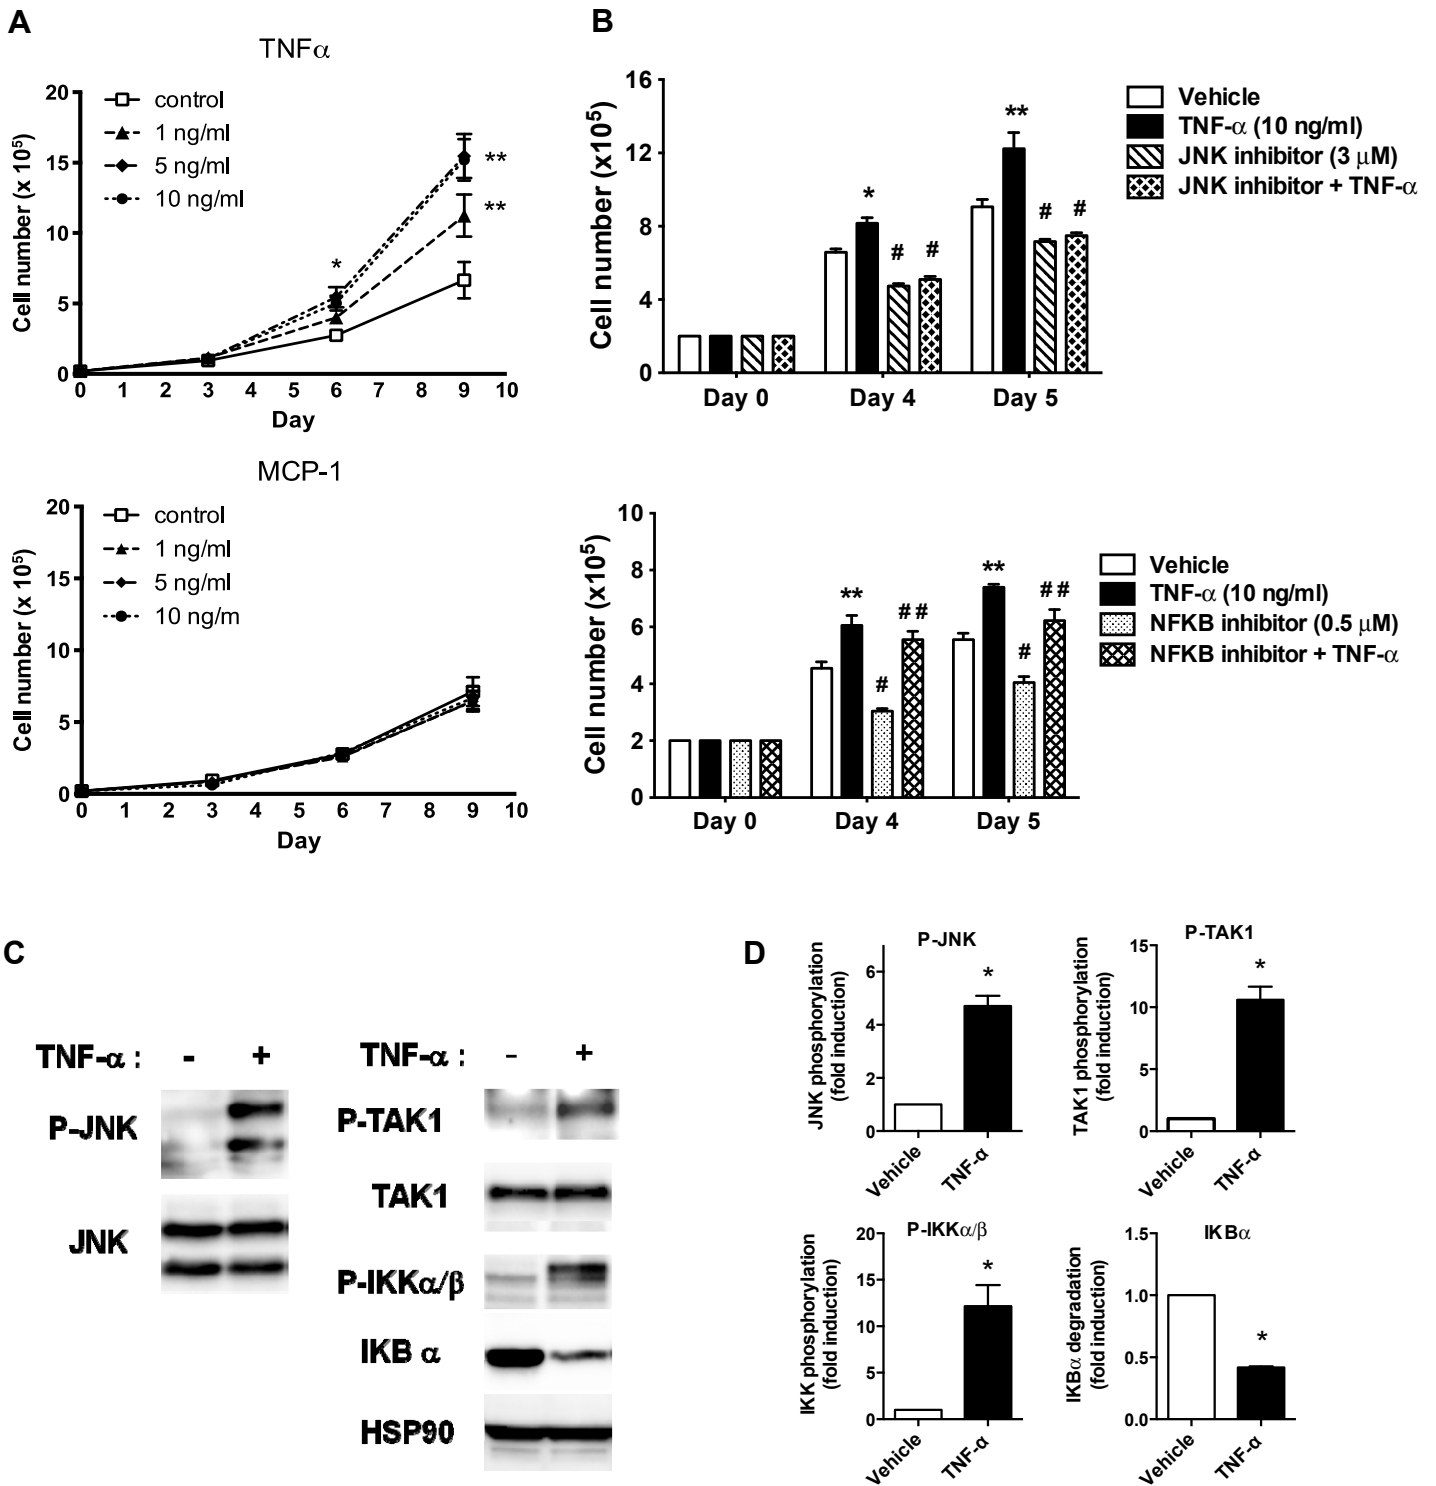 A
TNFα
20
15
10
5
0
Cell number (x 10⁵)
control
1 ng/ml
5 ng/ml
10 ng/ml
*
**
**
0 1 2 3 4 5 6 7 8 9 10
Day
MCP-1
20
15
10
5
0
Cell number (x 10⁵)
control
1 ng/ml
5 ng/ml
10 ng/m
0 1 2 3 4 5 6 7 8 9 10
Day
B
16
12
8
4
0
Cell number (x10⁵)
* # #
** # #
Day 0 Day 4 Day 5
Vehicle
TNF-α (10 ng/ml)
JNK inhibitor (3 μM)
JNK inhibitor + TNF-α
10
8
6
4
2
0
Cell number (x10⁵)
** # ##
** # ##
Day 0 Day 4 Day 5
Vehicle
TNF-α (10 ng/ml)
NFKB inhibitor (0.5 μM)
NFKB inhibitor + TNF-α
C
TNF-α : - +
P-JNK
JNK
TNF-α : - +
P-TAK1
TAK1
P-IKKα/β
IKB α
HSP90
D
P-JNK
JNK phosphorylation
(fold induction)
6
4
2
0
*
Vehicle
TNF-α
P-TAK1
TAK1 phosphorylation
(fold induction)
15
10
5
0
*
Vehicle
TNF-α
P-IKKα/β
IKK phosphorylation
(fold induction)
20
15
10
5
0
*
Vehicle
TNF-α
IKBα
IKBα degradation
(fold induction)
1.5
1.0
0.5
0.0
*
Vehicle
TNF-α